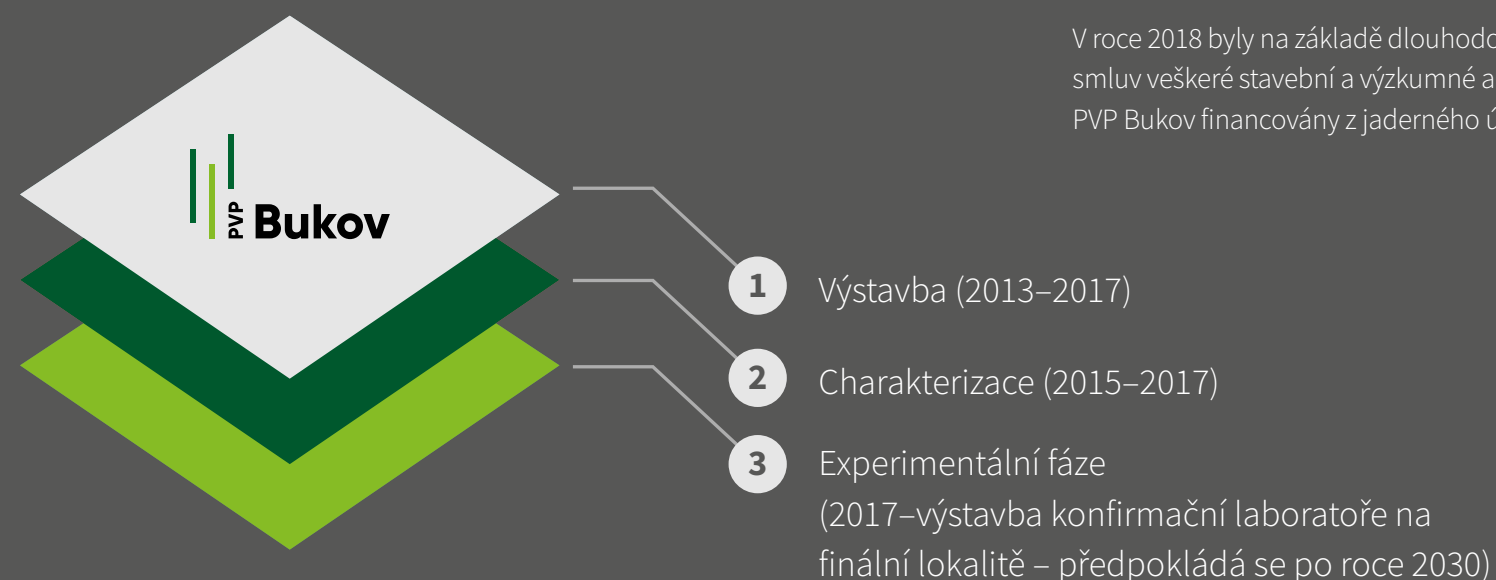 V roce 2018 byly na základě
smluv veškeré stavební a výzkumné
PVP Bukov financovány z jaderného
PVP Bukov
1 Výstavba (2013–2017)
2 Charakterizace (2015–2017)
3 Experimentální fáze
(2017–výstavba konfirmační laboratoře na
finální lokalitě – předpokládá se po roce 2030)